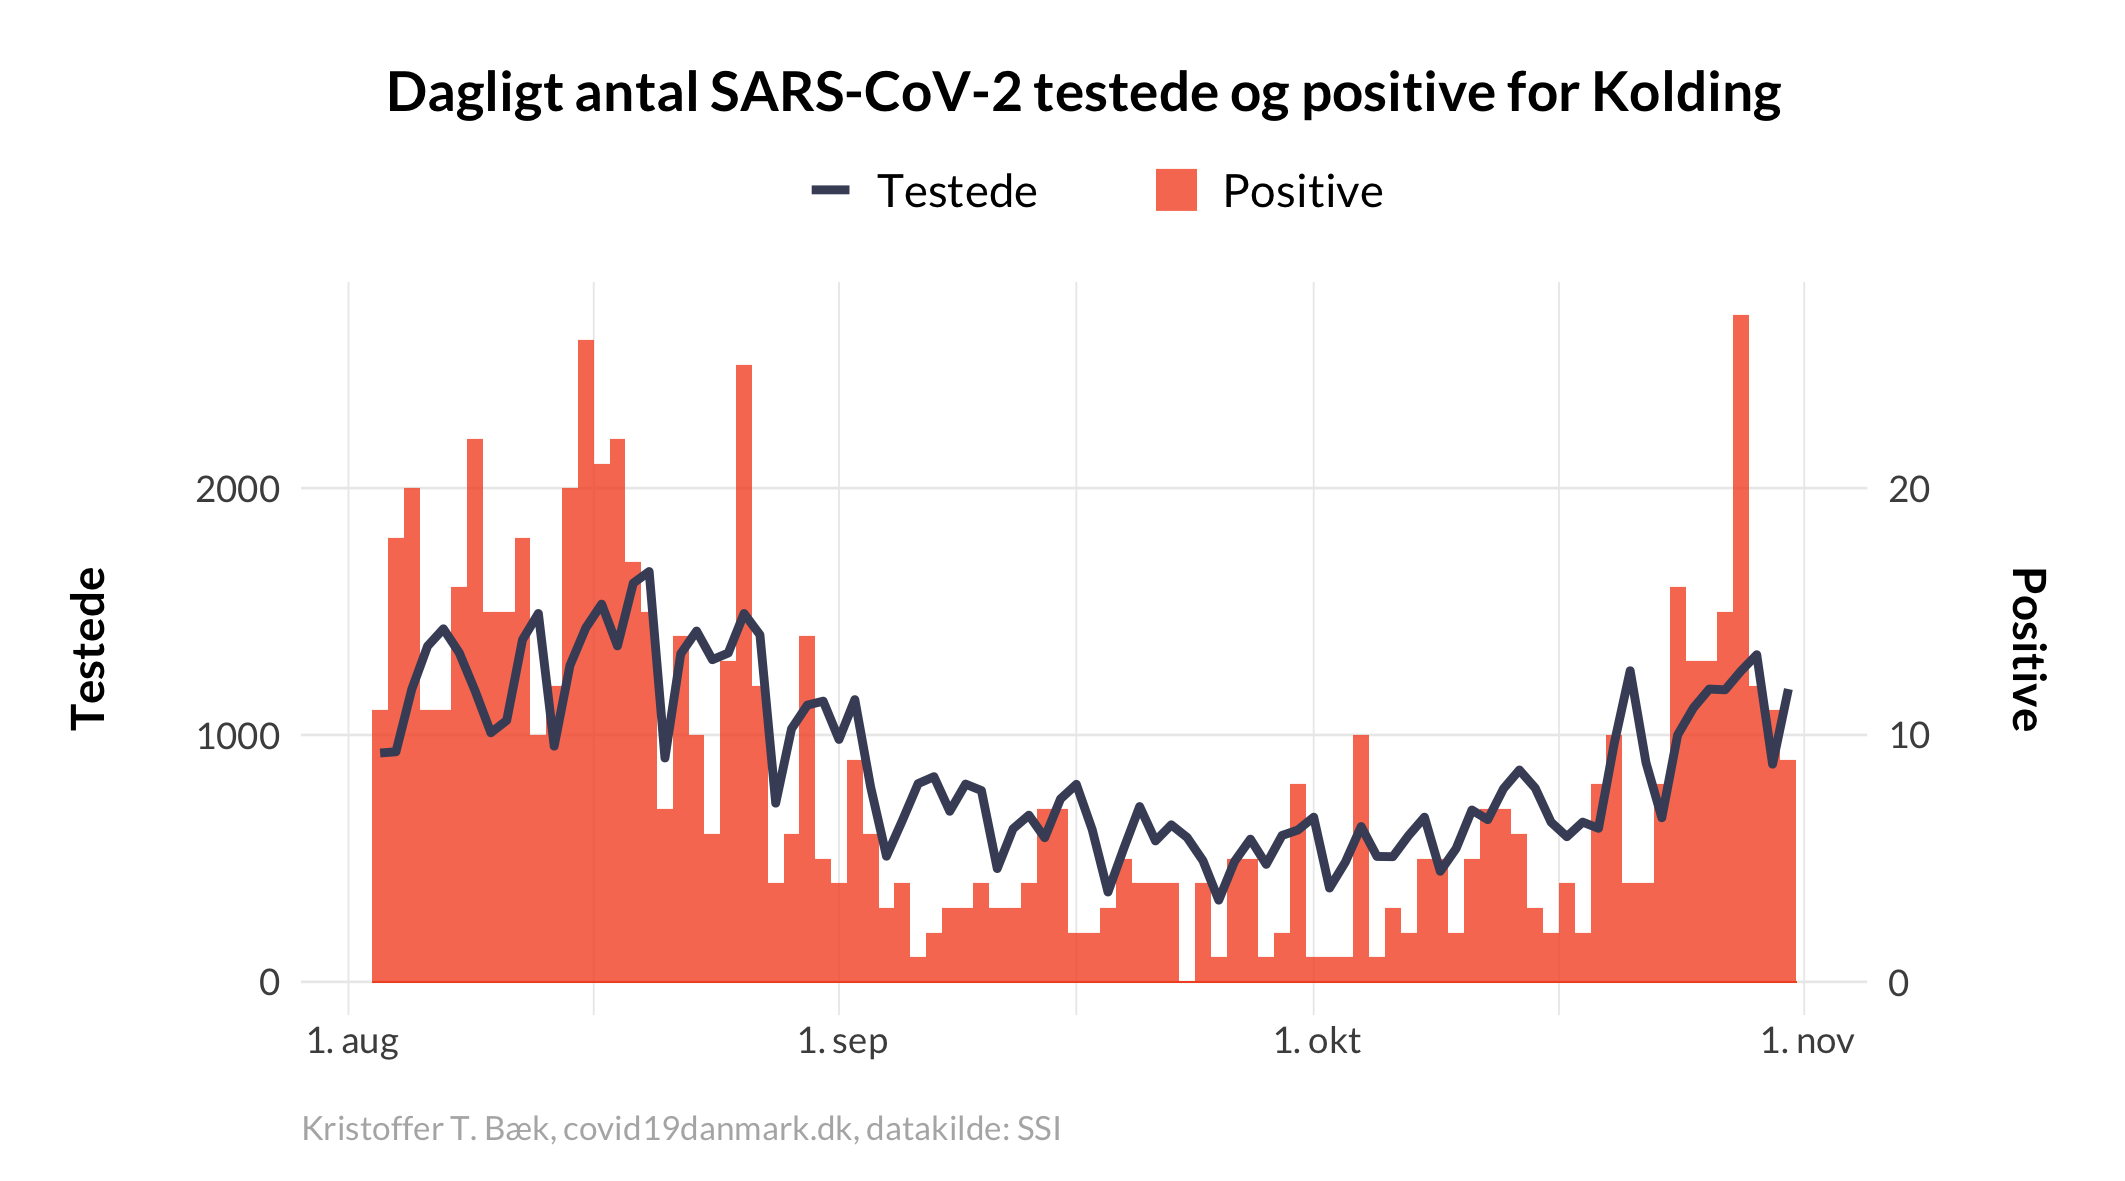 Dagligt antal SARS-CoV-2 testede og positive for Kolding
Testede Positive
2000 20
1000 10
0 0
Testede
Positive
1. aug 1. sep 1. okt 1. nov
Kristoffer T. Bæk, covid19danmark.dk, datakilde: SSI